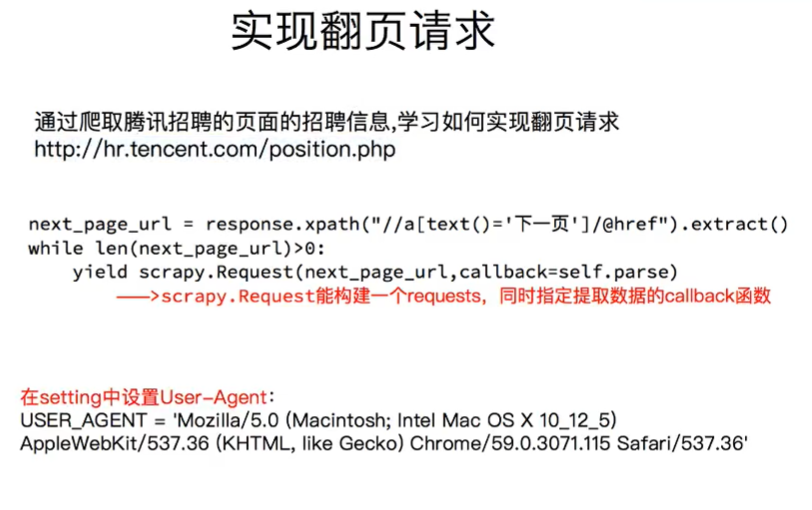 实现翻页请求
通过爬取腾讯招聘的页面的招聘信息,学习如何实现翻页请求
http://hr.tencent.com/position.php
next_page_url = response.xpath("//a[text()='下一页']/@href").extract()
while len(next_page_url)>0:
    yield scrapy.Request(next_page_url,callback=self.parse)
——>scrapy.Request能构建一个requests，同时指定提取数据的callback函数
在setting中设置User-Agent：
USER_AGENT = 'Mozilla/5.0 (Macintosh; Intel Mac OS X 10_12_5)
AppleWebKit/537.36 (KHTML, like Gecko) Chrome/59.0.3071.115 Safari/537.36'